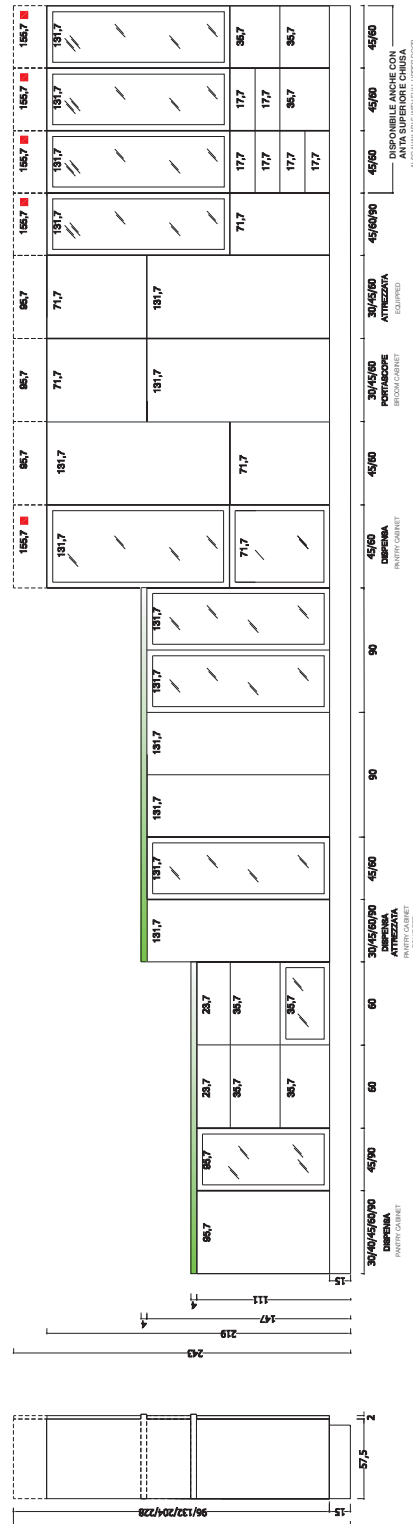 155,7 155,7 155,7 155,7 95,7 95,7 95,7 155,7
131,7 131,7 131,7 131,7 71,7 71,7 131,7 131,7
35,7 35,7
17,7 17,7 35,7
17,7 17,7 17,7 17,7
71,7
131,7
131,7
71,7
71,7
45/60
45/60
45/60
DISPONIBILE ANCHE CON
ANTA SUPERIORE CHIUSA
45/60/90
30/45/60
ATTREZZATA
EQUIPPED
30/45/60
PORTASCOPE
BROOM CABINET
45/60
45/60
DISPENSA
PANTRY CABINET
131,7
131,7
90
131,7
131,7
90
131,7
45/60
131,7
30/45/60/90
DISPENSA
ATTREZZATA
PANTRY CABINET
23,7 35,7 35,7
60
23,7 35,7 35,7
60
95,7
45/90
95,7
30/40/45/60/90
DISPENSA
PANTRY CABINET
15
4
111
4
147
219
243
2
57,5
96/132/204/228
15